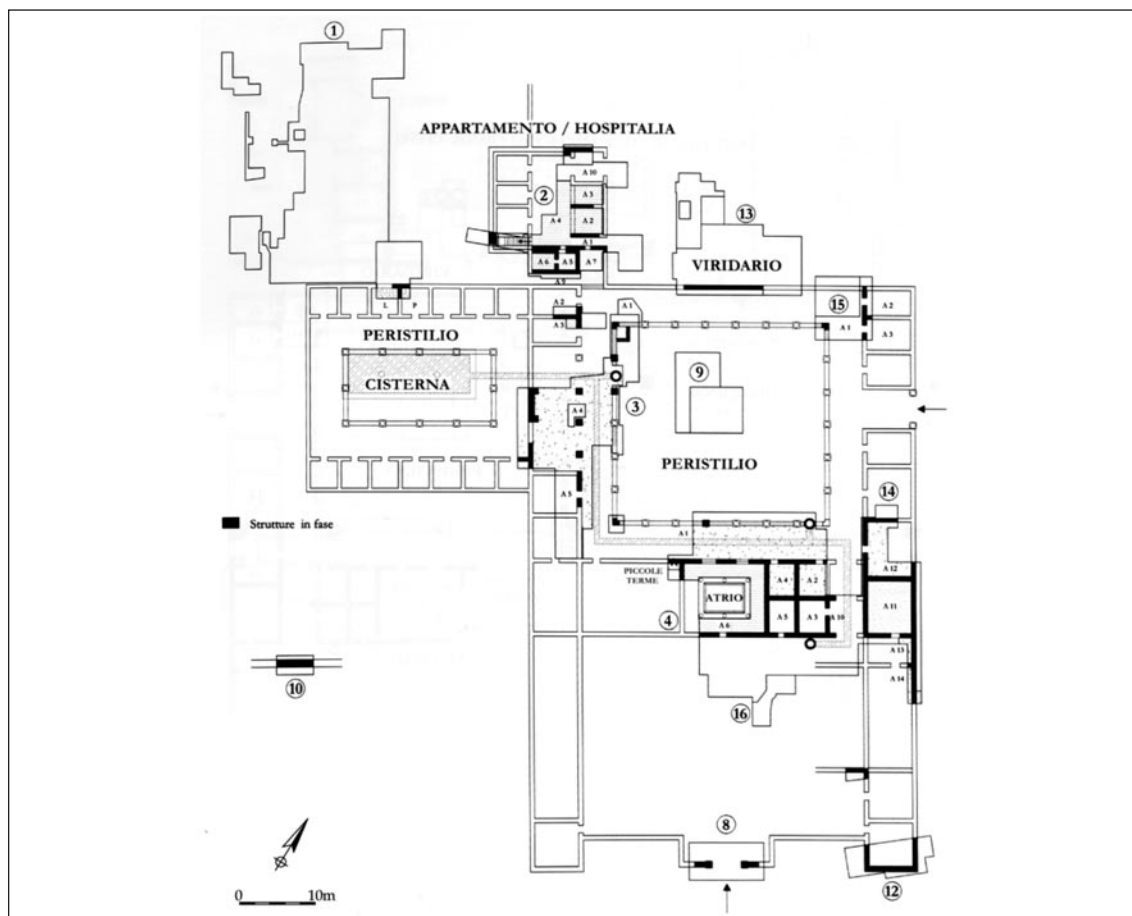 1
APPARTAMENTO / HOSPITALIA
A 10
2
A 3
A 2
A 4
A 1
A 6
A 5
A 7
A 9
13
VIRIDARIO
15
A 2
A 1
A 3
L
P
A 2
A 3
A 1
PERISTILIO
CISTERNA
9
3
A 4
PERISTILIO
A 5
14
Strutture in fase
A 1
A 12
PICCOLE
TERME
A 4
A 2
ATRIO
A 11
4
A 6
A 5
A 3
A 10
A 13
A 14
10
16
8
12
0
10m